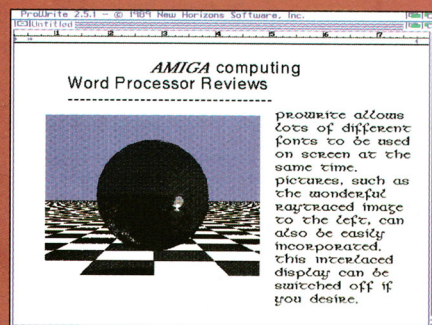 ProWrite 2.5.1 - © 1989 New Horizons Software, Inc.
Untitled
AMIGA computing
Word Processor Reviews
---------------------------------
prowrite allows
lots of different
fonts to be used
on screen at the
same time.
pictures, such as
the wonderful
raytraced image
to the left, can
also be easily
incorporated.
this interlaced
display can be
switched off if
you desire.